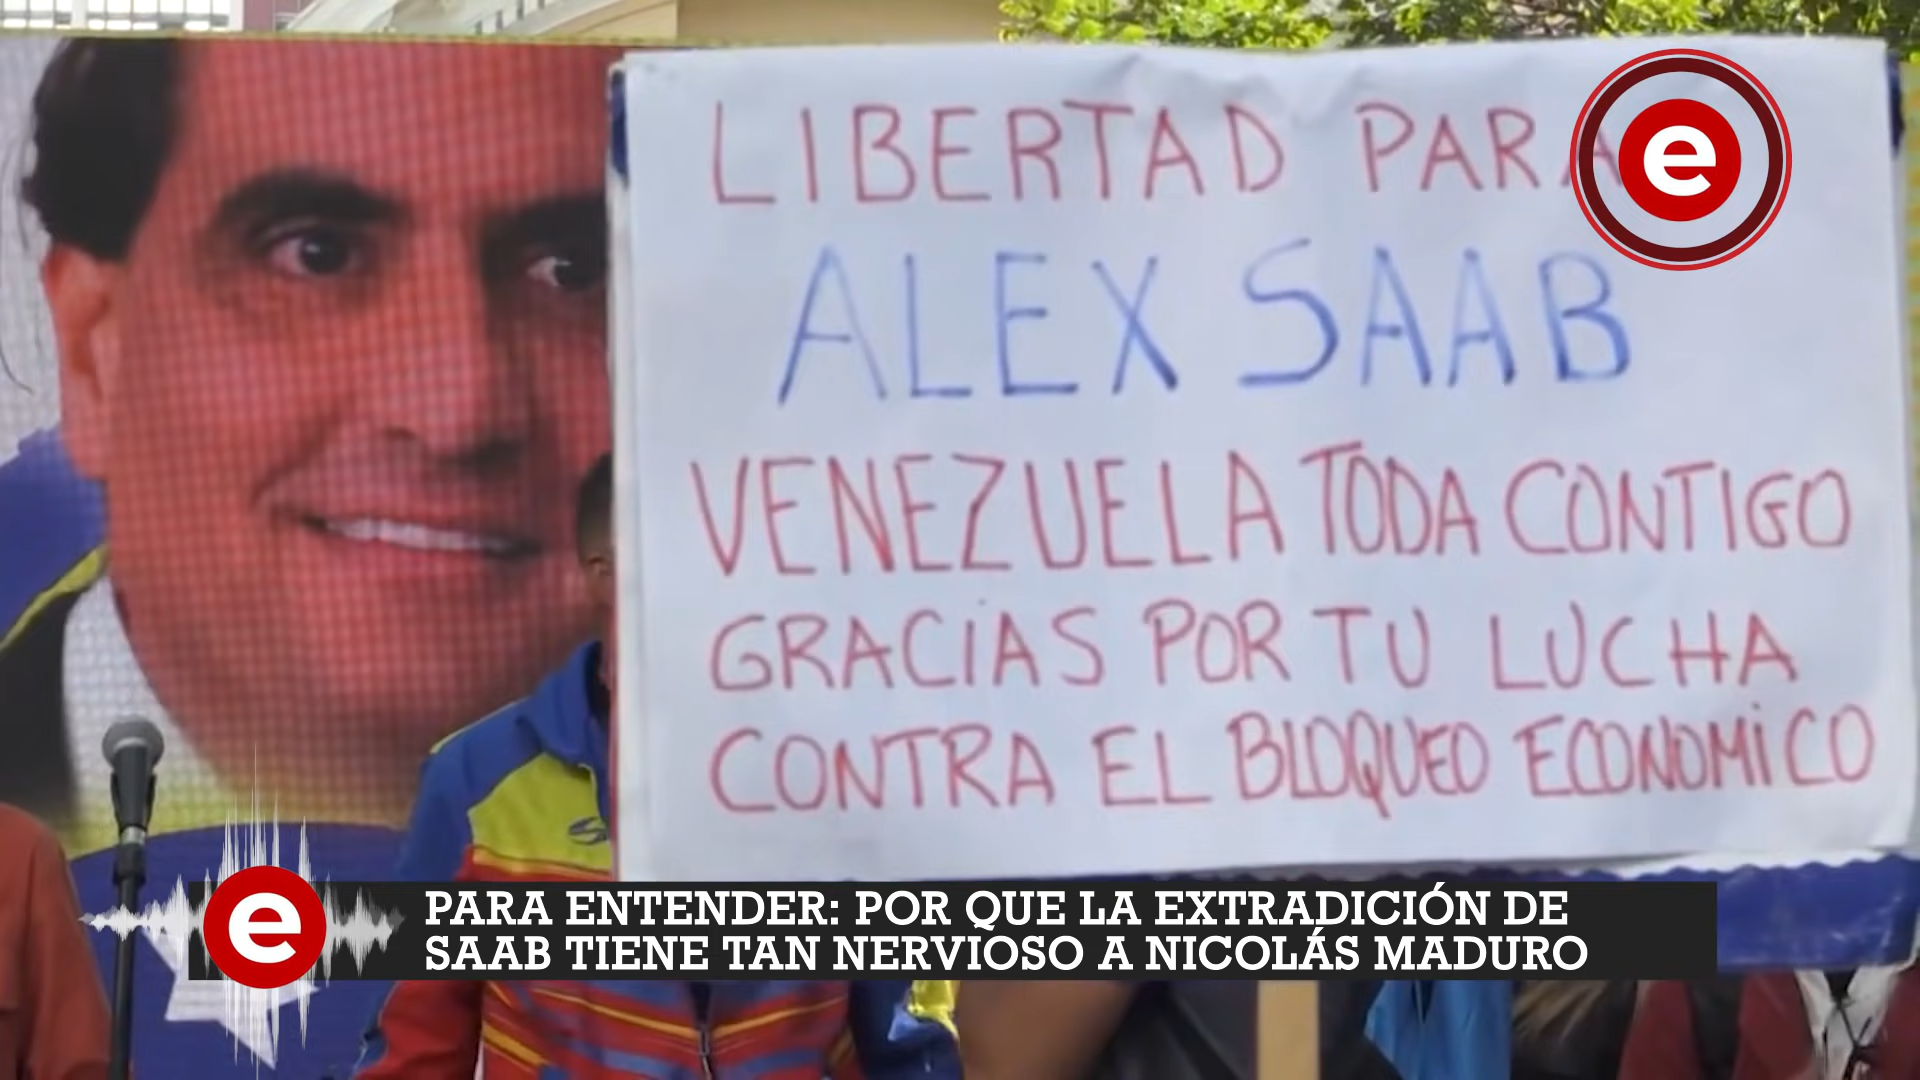 LIBERTAD PARA
ALEX SAAB
VENEZUELA TODA CONTIGO
GRACIAS POR TU LUCHA
CONTRA EL BLOQUEO ECONOMICO
e
e
PARA ENTENDER: POR QUE LA EXTRADICIÓN DE
SAAB TIENE TAN NERVIOSO A NICOLÁS MADURO